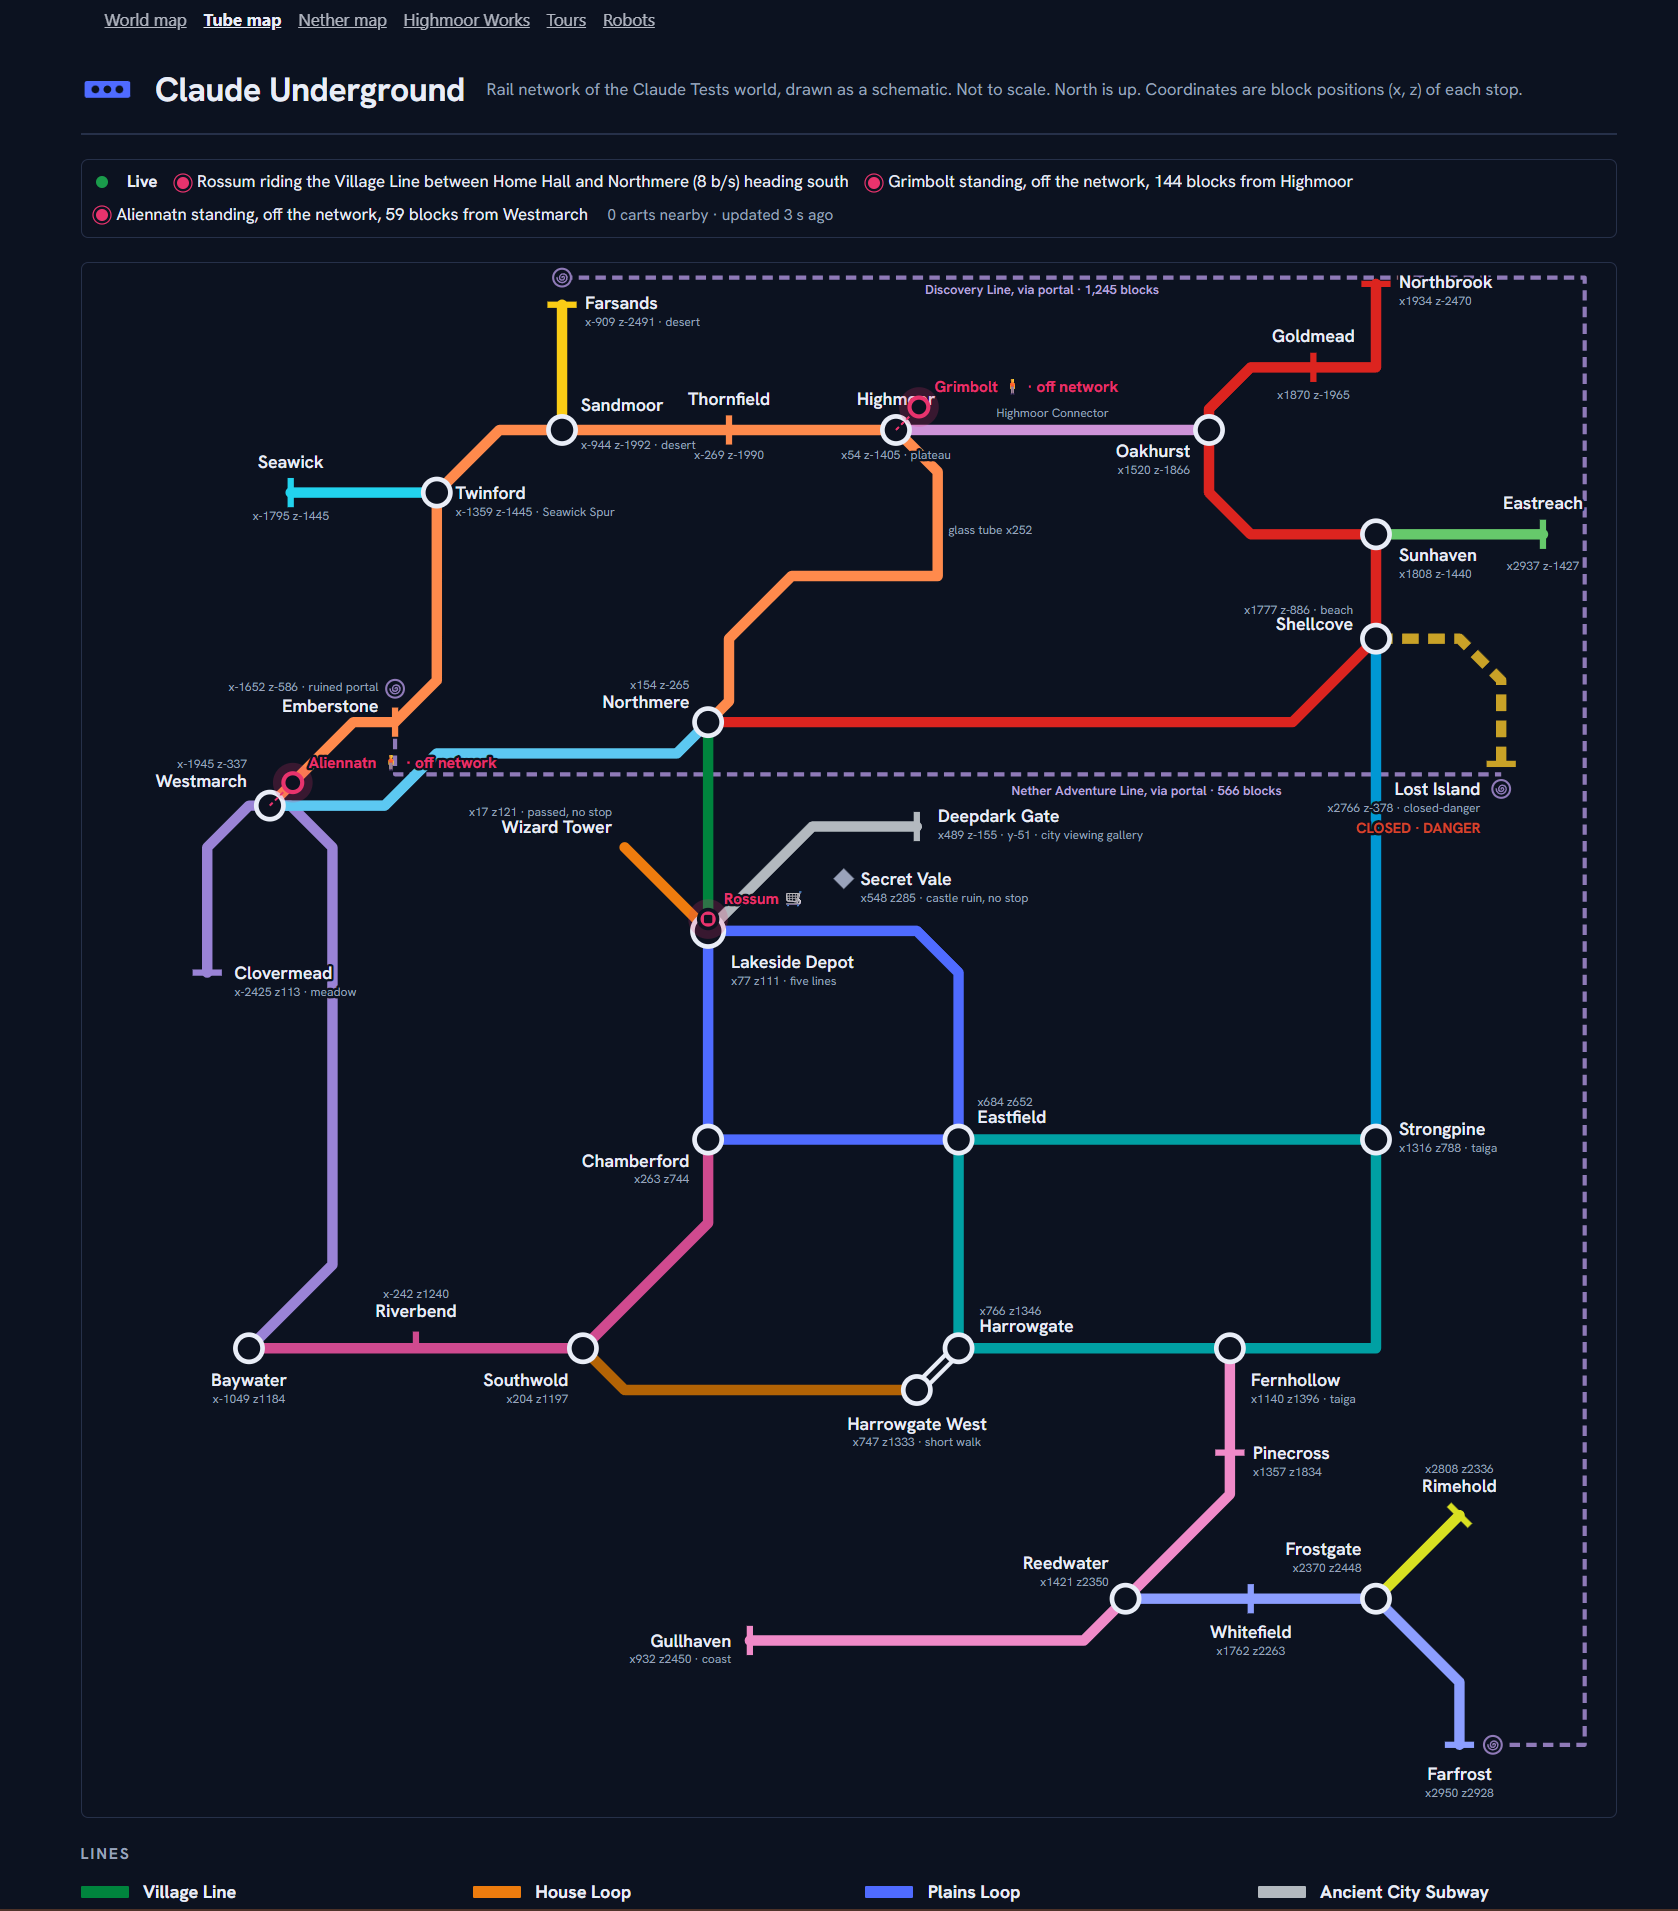 World map Tube map Nether map Highmoor Works Tours Robots
Claude Underground Rail network of the Claude Tests world, drawn as a schematic. Not to scale. North is up. Coordinates are block positions (x, z) of each stop.
Live Rossum riding the Village Line between Home Hall and Northmere (8 b/s) heading south Grimbolt standing, off the network, 144 blocks from Highmoor
Aliennatn standing, off the network, 59 blocks from Westmarch 0 carts nearby · updated 3 s ago
Discovery Line, via portal · 1,245 blocks
Northbrook
x1934 z-2470
Farsands
x-909 z-2491 · desert
Goldmead
x1870 z-1965
Grimbolt · off network
Sandmoor
x-944 z-1992 · desert
Thornfield
x-269 z-1990
Highmoor
x54 z-1405 · plateau
Highmoor Connector
Oakhurst
x1520 z-1866
Seawick
x-1795 z-1445
Twinford
x-1359 z-1445 · Seawick Spur
glass tube x252
Eastreach
x2937 z-1427
Sunhaven
x1808 z-1440
x1777 z-886 · beach
Shellcove
x-1652 z-586 · ruined portal
Emberstone
x154 z-265
Northmere
x-1945 z-337
Westmarch
Aliennatn · off network
Nether Adventure Line, via portal · 566 blocks
Lost Island
x2766 z-378 · closed-danger
CLOSED · DANGER
x17 z121 · passed, no stop
Wizard Tower
Deepdark Gate
x489 z-155 · y-51 · city viewing gallery
Secret Vale
x548 z285 · castle ruin, no stop
Rossum
Lakeside Depot
x77 z111 · five lines
Clovermead
x-2425 z113 · meadow
x684 z652
Eastfield
Strongpine
x1316 z788 · taiga
Chamberford
x263 z744
x-242 z1240
Riverbend
x766 z1346
Harrowgate
Baywater
x-1049 z1184
Southwold
x204 z1197
Fernhollow
x1140 z1396 · taiga
Harrowgate West
x747 z1333 · short walk
Pinecross
x1357 z1834
x2808 z2336
Rimehold
Frostgate
x2370 z2448
Reedwater
x1421 z2350
Whitefield
x1762 z2263
Gullhaven
x932 z2450 · coast
Farfrost
x2950 z2928
LINES
Village Line House Loop Plains Loop Ancient City Subway